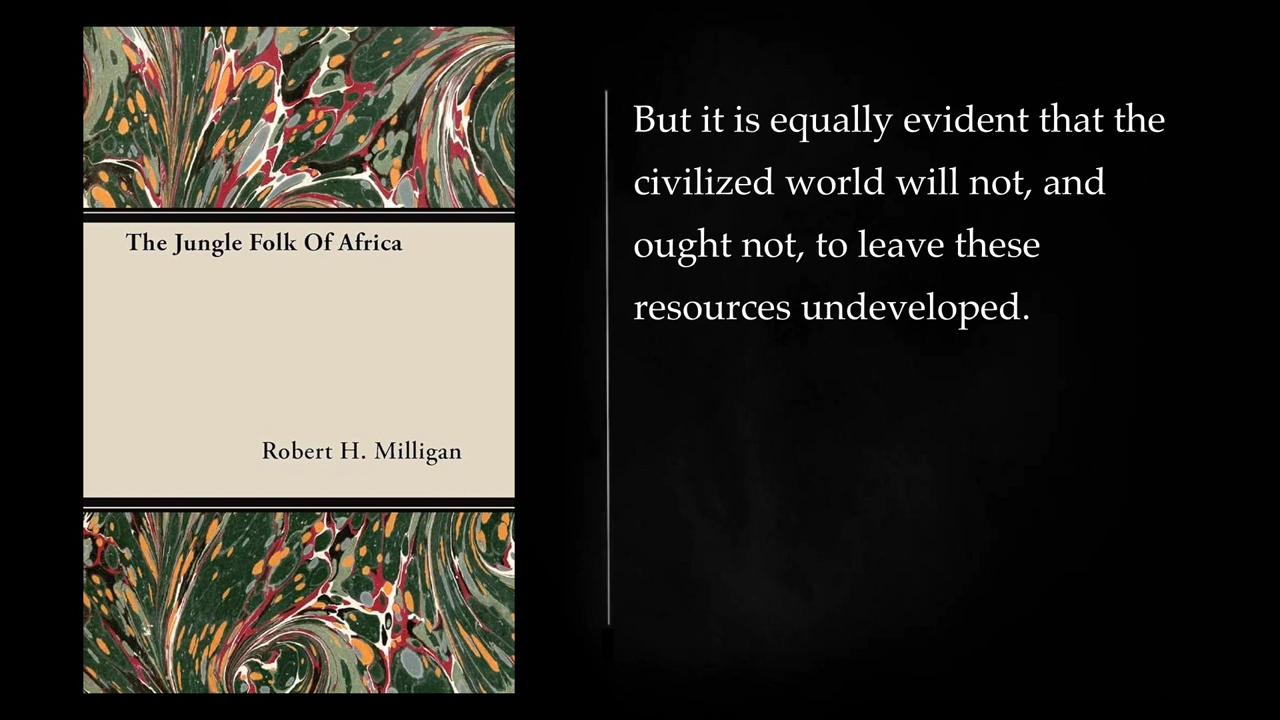 The Jungle Folk Of Africa
Robert H. Milligan
But it is equally evident that the
civilized world will not, and
ought not, to leave these
resources undeveloped.